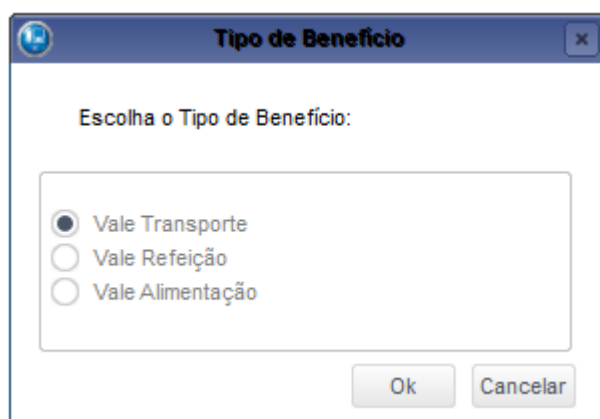 Tipo de Benefício
Escolha o Tipo de Benefício:
Vale Transporte
Vale Refeição
Vale Alimentação
Ok
Cancelar